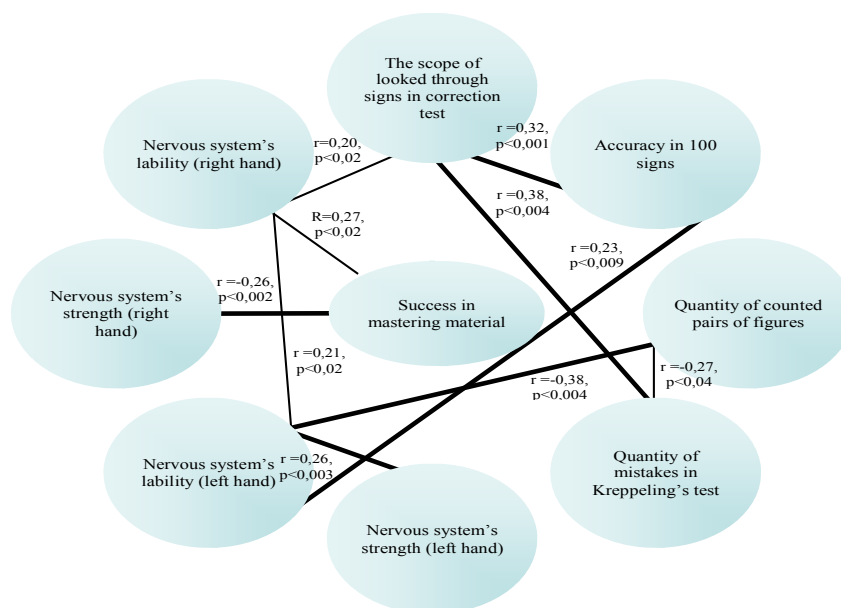 The scope of
looked through
signs in correction
test
Nervous system's
lability (right hand)
r=0,20,
p<0,02
r =0,32,
p<0,001
Accuracy in 100
signs
r =0,38,
p<0,004
R=0,27,
p<0,02
r =0,23,
p<0,009
r =-0,26,
p<0,002
Nervous system's
strength (right
hand)
Success in
mastering material
Quantity of counted
pairs of figures
r =0,21,
p<0,02
r =-0,38,
p<0,004
r =-0,27,
p<0,04
Nervous system's
lability (left hand)
r =0,26,
p<0,003
Quantity of
mistakes in
Kreppeling's test
Nervous system's
strength (left hand)